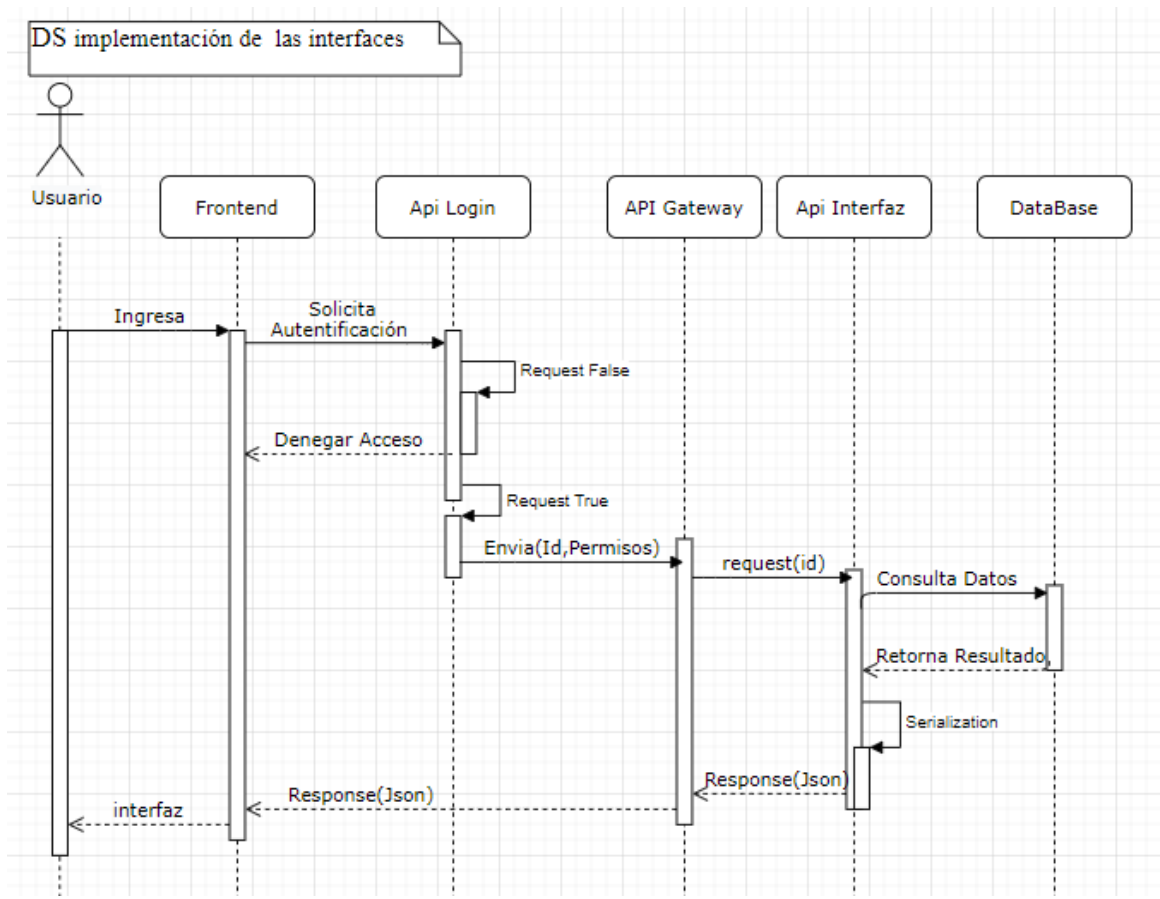 DS implementación de las interfaces
Usuario
Frontend
Api Login
API Gateway
Api Interfaz
DataBase
Ingresa
Solicita
Autentificación
Request False
Denegar Acceso
Request True
Envia(Id,Permisos)
request(id)
Consulta Datos
Retorna Resultado
Serialization
Response(Json)
Response(Json)
interfaz